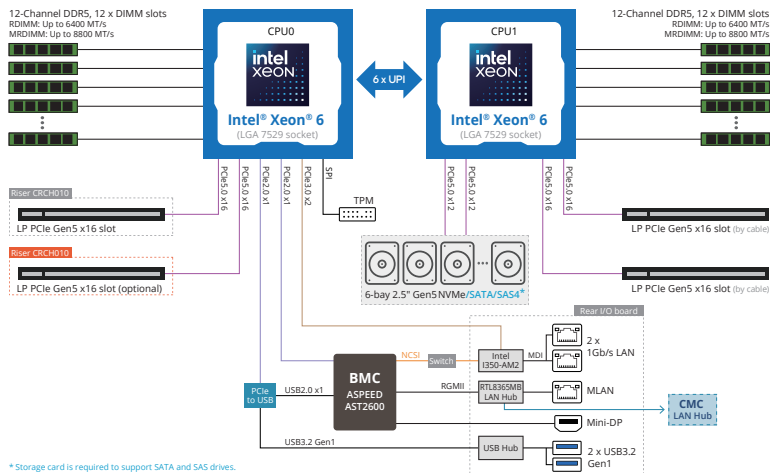 12-Channel DDR5, 12 x DIMM slots
RDIMM: Up to 6400 MT/s
MRDIMM: Up to 8800 MT/s
CPU0
intel
XEON
Intel® Xeon® 6
(LGA 7529 socket)
6 x UPI
CPU1
intel
XEON
Intel® Xeon® 6
(LGA 7529 socket)
12-Channel DDR5, 12 x DIMM slots
RDIMM: Up to 6400 MT/s
MRDIMM: Up to 8800 MT/s
PCIe5.0 x16
PCIe5.0 x16
PCIe2.0 x1
PCIe2.0 x1
PCIe3.0 x2
SPI
PCIe5.0 x12
PCIe5.0 x12
PCIe5.0 x16
PCIe5.0 x16
Riser CRCH010
LP PCIe Gen5 x16 slot
TPM
LP PCIe Gen5 x16 slot (by cable)
Riser CRCH010
LP PCIe Gen5 x16 slot (optional)
6-bay 2.5" Gen5 NVMe/SATA/SAS4*
LP PCIe Gen5 x16 slot (by cable)
Rear I/O board
NCSI
Switch
Intel
I350-AM2
MDI
2 x
1Gb/s LAN
BMC
ASPEED
AST2600
PCIe
to USB
USB2.0 x1
RGMII
RTL8365MB
LAN Hub
MLAN
CMC
LAN Hub
Mini-DP
USB3.2 Gen1
USB Hub
2 x USB3.2
Gen1
* Storage card is required to support SATA and SAS drives.